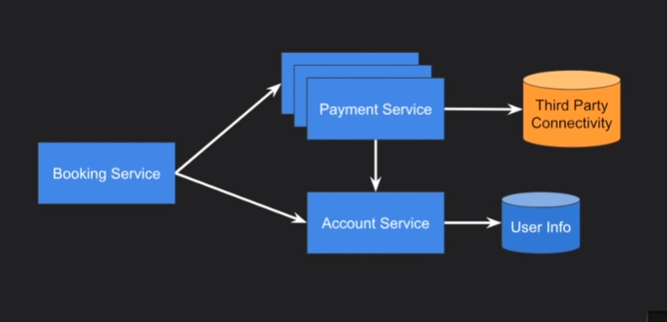 Payment Service
Third Party
Connectivity
Booking Service
Account Service
User Info